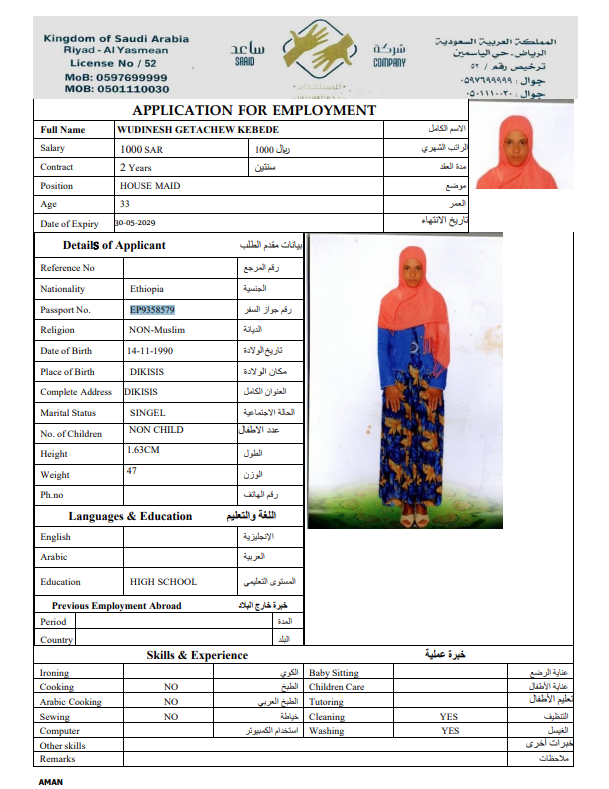 Kingdom of Saudi Arabia
Riyadh - Al Yasmean
License No / 52
MoB: 0597699999
MOB: 0501110030
ساعد
SAAID
شركة
COMPANY
المملكة العربية السعودية
الرياض-حي الياسمين
ترخيص رقم / ٥٢
جوال : ٠٥٩٧٦٩٩٩٩٩
جوال : ٠٥٠١١١٠٠٣٠
APPLICATION FOR EMPLOYMENT
Full Name WUDINESH GETACHEW KEBEDE الاسم الكامل
Salary 1000 SAR 1000 ريال الراتب الشهري
Contract 2 Years سنتين مدة العقد
Position HOUSE MAID موضع
Age 33 العمر
Date of Expiry 30-05-2029 تاريخ الانتهاء
Details of Applicant بيانات مقدم الطلب
Reference No رقم المرجع
Nationality Ethiopia الجنسية
Passport No. EP9358579 رقم جواز السفر
Religion NON-Muslim الديانة
Date of Birth 14-11-1990 تاريخ الولادة
Place of Birth DIKISIS مكان الولادة
Complete Address DIKISIS العنوان الكامل
Marital Status SINGEL الحالة الاجتماعية
No. of Children NON CHILD عدد الاطفال
Height 1.63CM الطول
Weight 47 الوزن
Ph.no رقم الهاتف
Languages & Education اللغة والتعليم
English الإنجليزية
Arabic العربية
Education HIGH SCHOOL المستوى التعليمي
Previous Employment Abroad خبرة خارج البلاد
Period المدة
Country البلد
Skills & Experience خبرة عملية
Ironing الكوي Baby Sitting عناية الرضع
Cooking NO الطبخ Children Care عناية الأطفال
Arabic Cooking NO الطبخ العربي Tutoring تعليم الأطفال
Sewing NO خياطة Cleaning YES التنظيف
Computer استخدام الكمبيوتر Washing YES الغسيل
Other skills خبرات أخرى
Remarks ملاحظات
AMAN